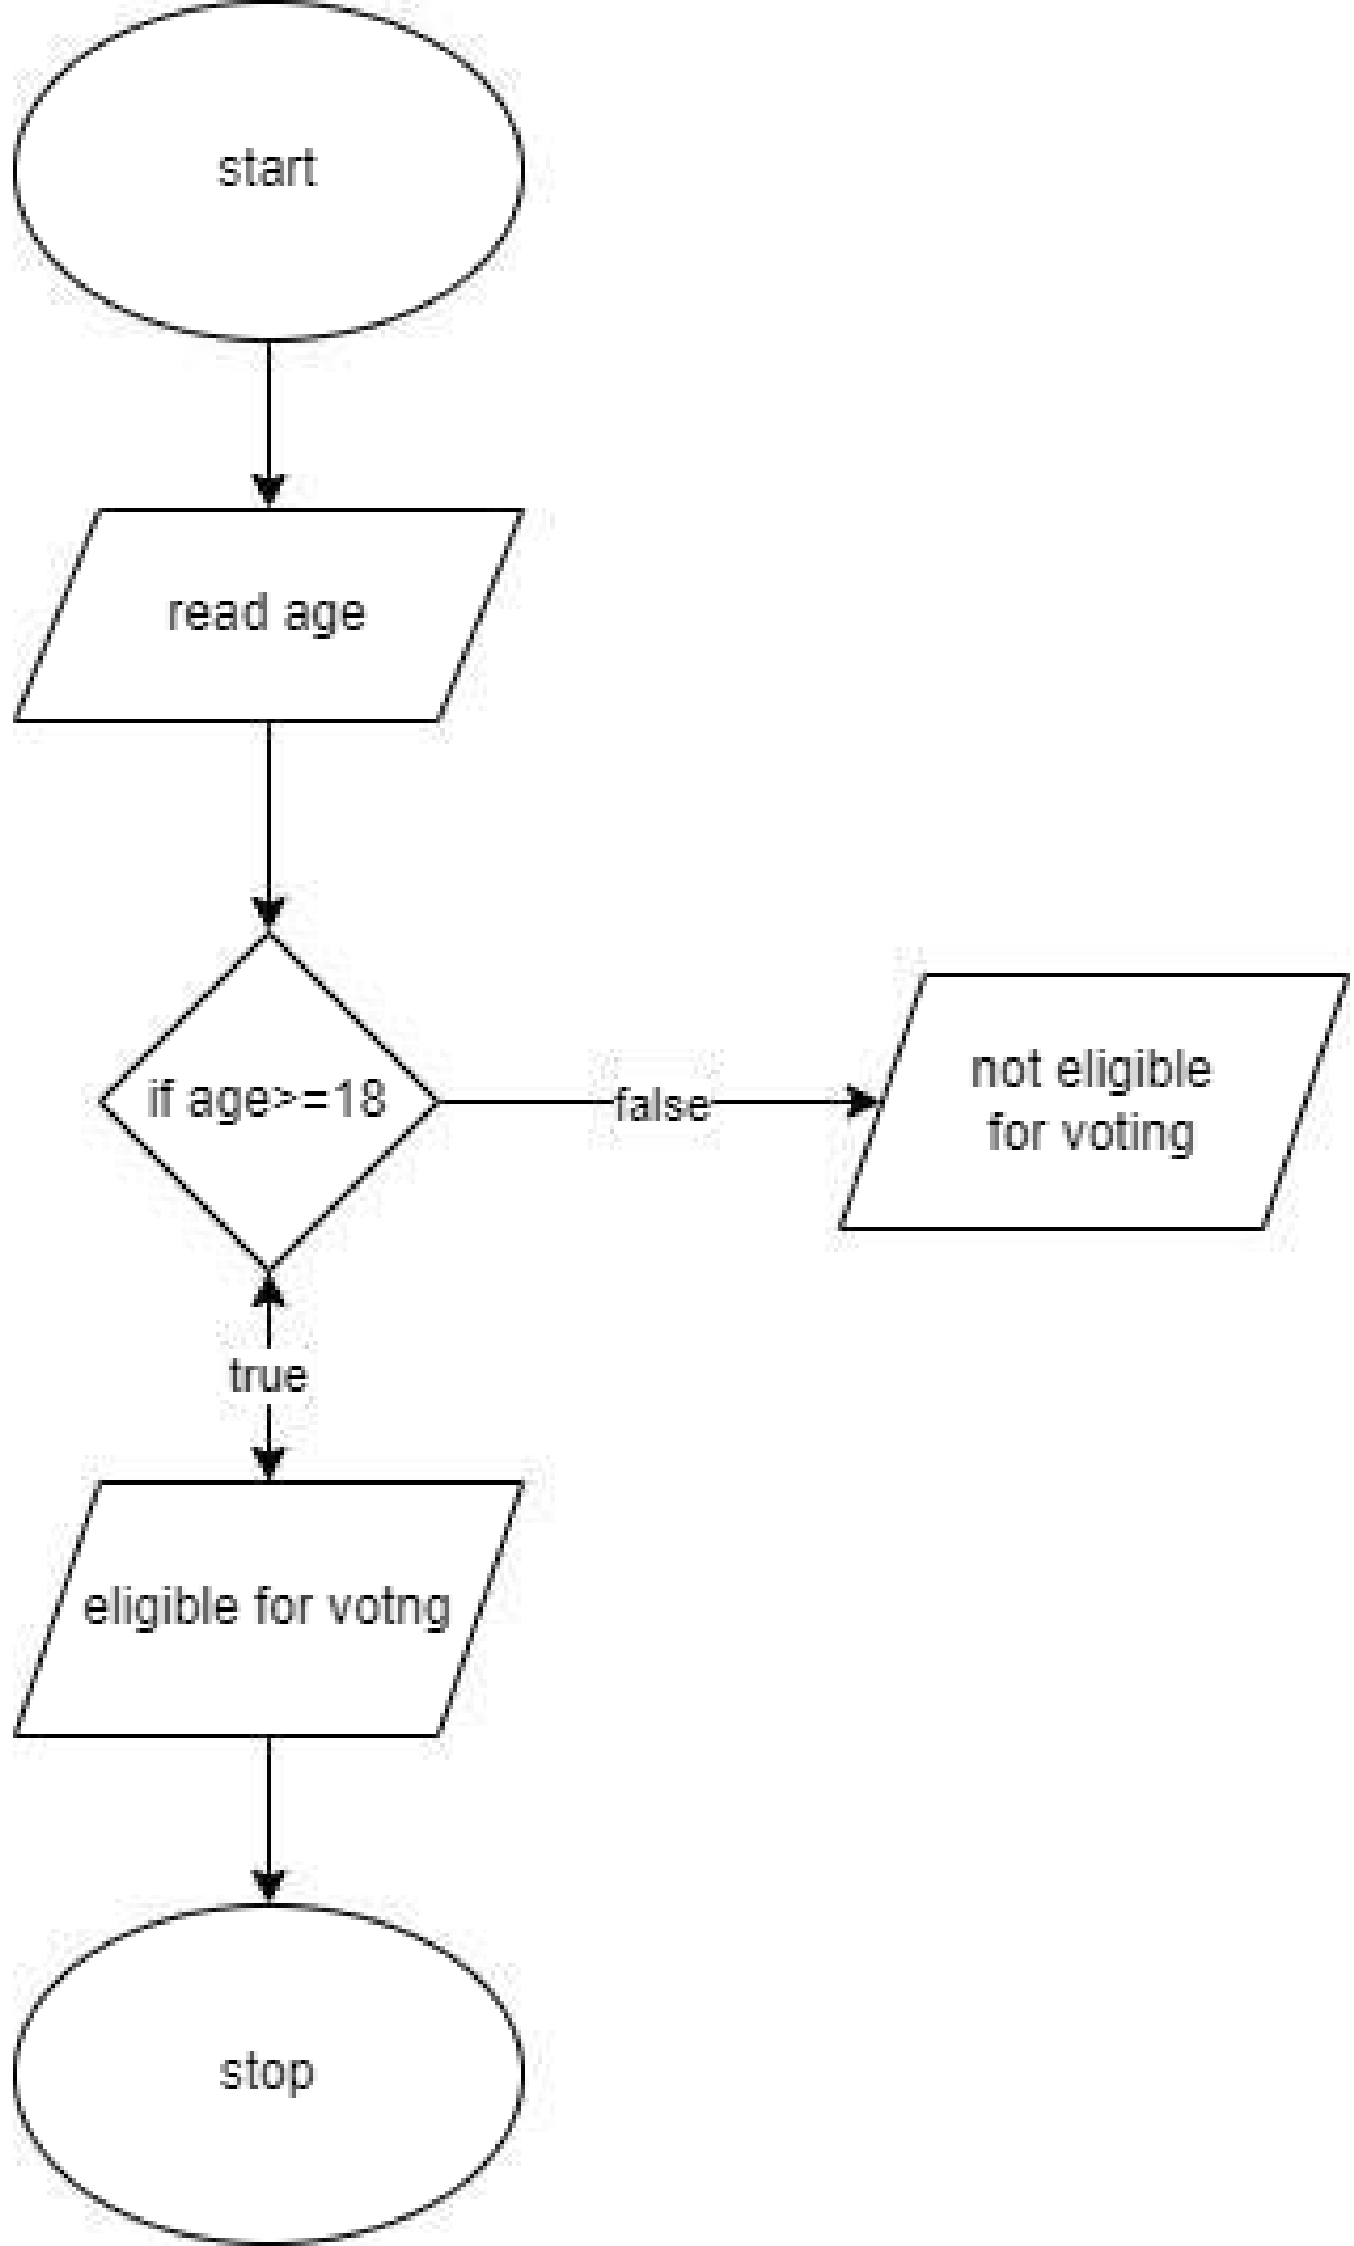 start
read age
if age>=18
false
not eligible
for voting
true
eligible for votng
stop